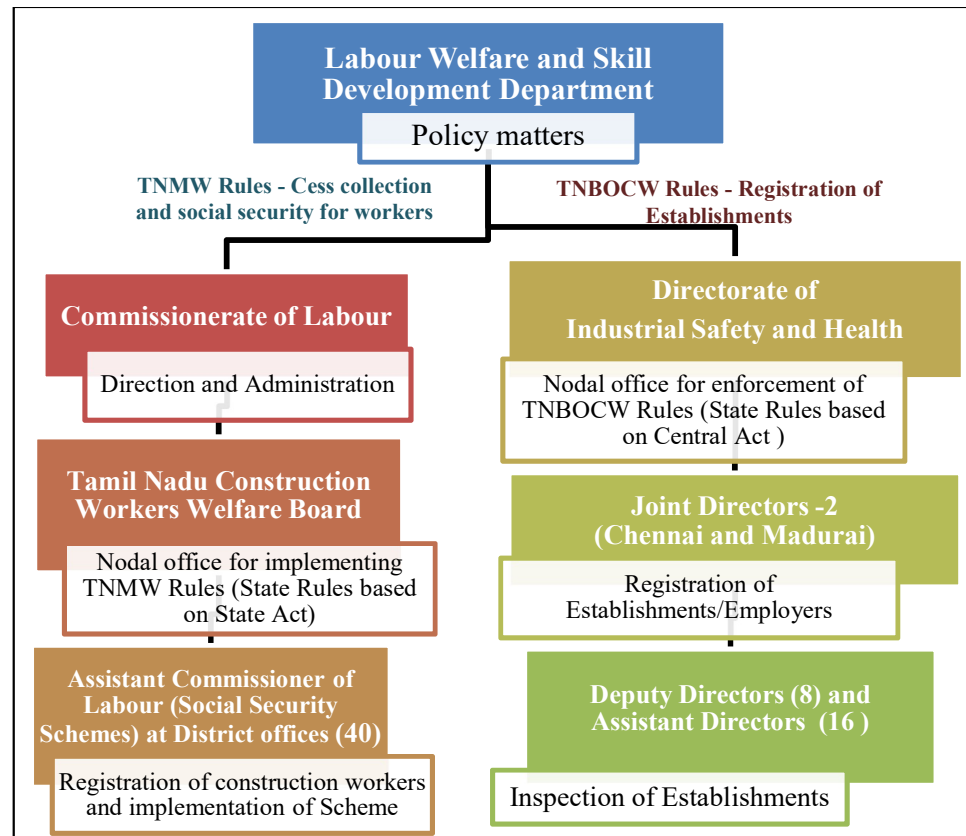 Labour Welfare and Skill
Development Department
Policy matters
TNMW Rules - Cess collection
and social security for workers
TNBOCW Rules - Registration of
Establishments
Commissionerate of Labour
Direction and Administration
Directorate of
Industrial Safety and Health
Nodal office for enforcement of
TNBOCW Rules (State Rules based
on Central Act )
Tamil Nadu Construction
Workers Welfare Board
Nodal office for implementing
TNMW Rules (State Rules based
on State Act)
Joint Directors -2
(Chennai and Madurai)
Registration of
Establishments/Employers
Assistant Commissioner of
Labour (Social Security
Schemes) at District offices (40)
Registration of construction workers
and implementation of Scheme
Deputy Directors (8) and
Assistant Directors (16 )
Inspection of Establishments